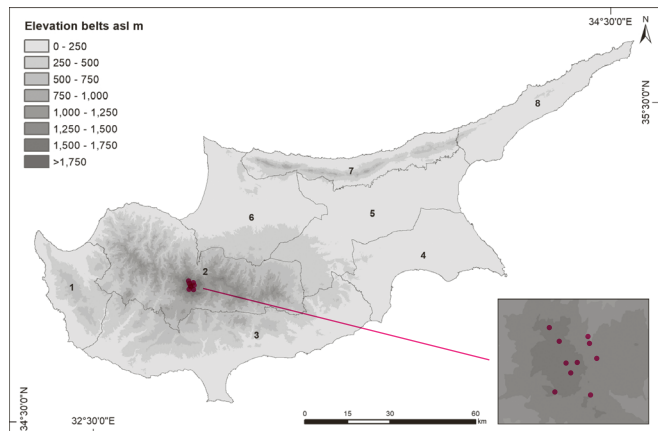 34°30'0"E
Elevation belts asl m
N
0 - 250
250 - 500
500 - 750
750 - 1,000
1,000 - 1,250
1,250 - 1,500
1,500 - 1,750
>1,750
35°30'0"N
8
7
6
5
4
2
1
3
34°30'0"N
32°30'0"E
0 15 30 60
km